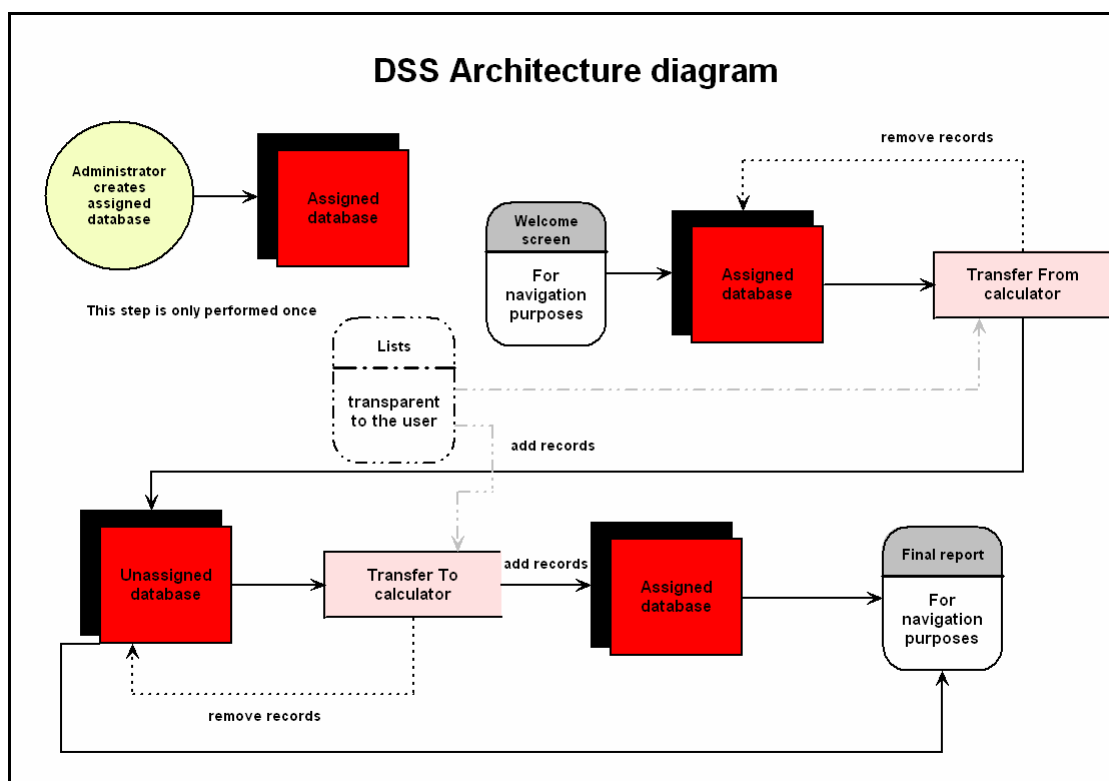 DSS Architecture diagram
remove records
Administrator
creates
assigned
database
Assigned
database
Welcome
screen
For
navigation
purposes
Assigned
database
Transfer From
calculator
This step is only performed once
Lists
transparent
to the user
add records
Unassigned
database
Transfer To
calculator
add records
Assigned
database
Final report
For
navigation
purposes
remove records